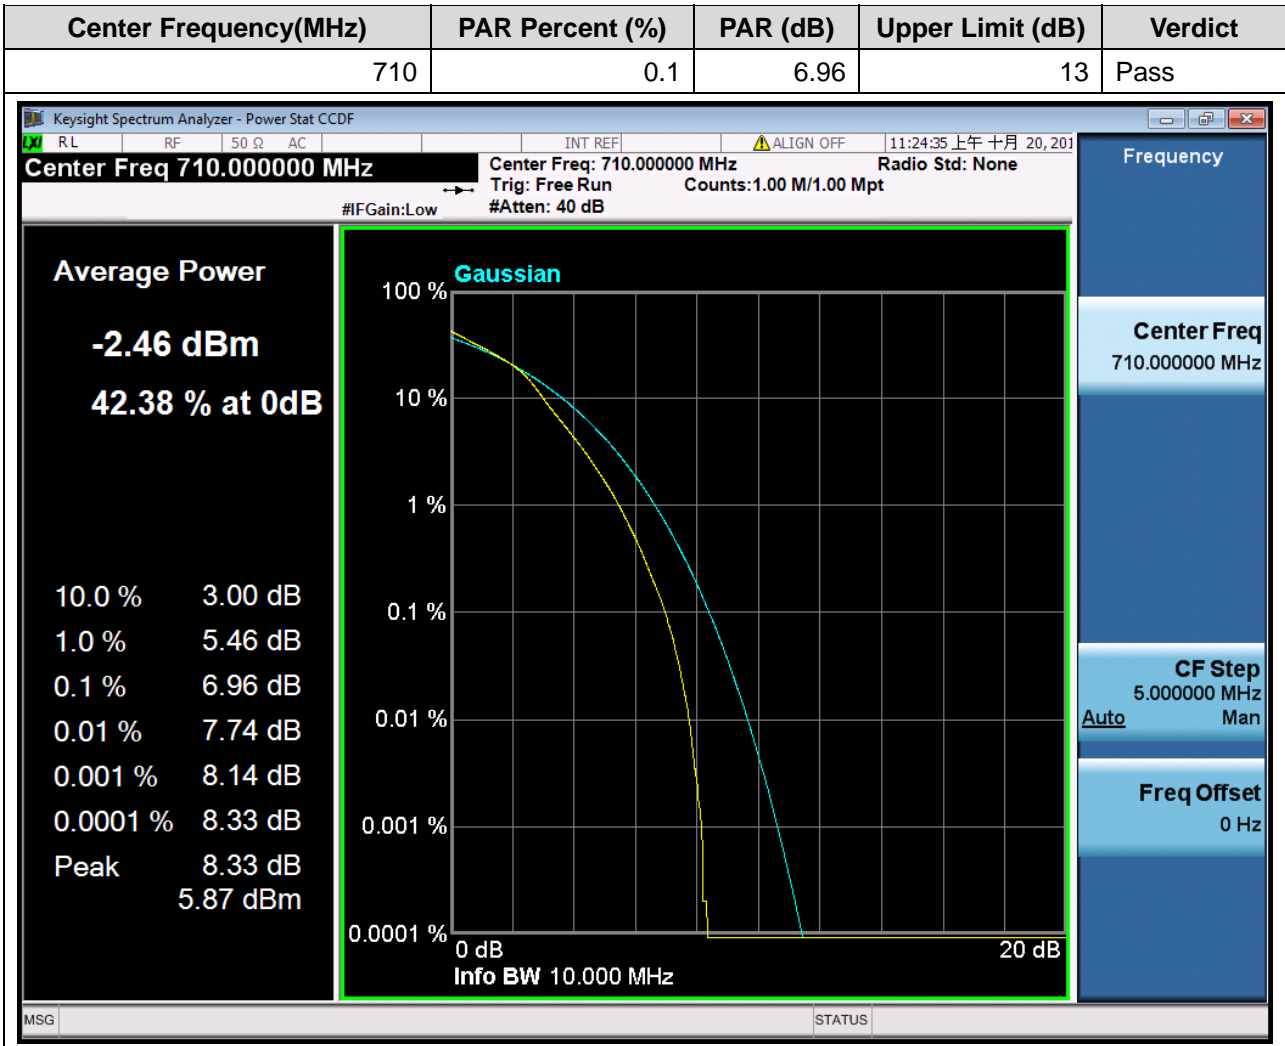 Center Frequency(MHz) PAR Percent (%) PAR (dB) Upper Limit (dB) Verdict
710 0.1 6.96 13 Pass
Keysight Spectrum Analyzer - Power Stat CCDF
LXI RL RF 50 Ω AC INT REF ALIGN OFF 11:24:35 上午 十月 20, 201
Center Freq 710.000000 MHz
Center Freq: 710.000000 MHz Radio Std: None
Trig: Free Run Counts:1.00 M/1.00 Mpt
#IFGain:Low #Atten: 40 dB
Frequency
Average Power
-2.46 dBm
42.38 % at 0dB
10.0 % 3.00 dB
1.0 % 5.46 dB
0.1 % 6.96 dB
0.01 % 7.74 dB
0.001 % 8.14 dB
0.0001 % 8.33 dB
Peak 8.33 dB
5.87 dBm
Gaussian
100 %
10 %
1 %
0.1 %
0.01 %
0.001 %
0.0001 %
0 dB 20 dB
Info BW 10.000 MHz
Center Freq
710.000000 MHz
CF Step
5.000000 MHz
Auto Man
Freq Offset
0 Hz
MSG STATUS